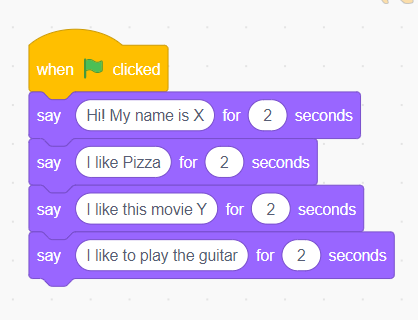 when clicked
say Hi! My name is X for 2 seconds
say I like Pizza for 2 seconds
say I like this movie Y for 2 seconds
say I like to play the guitar for 2 seconds